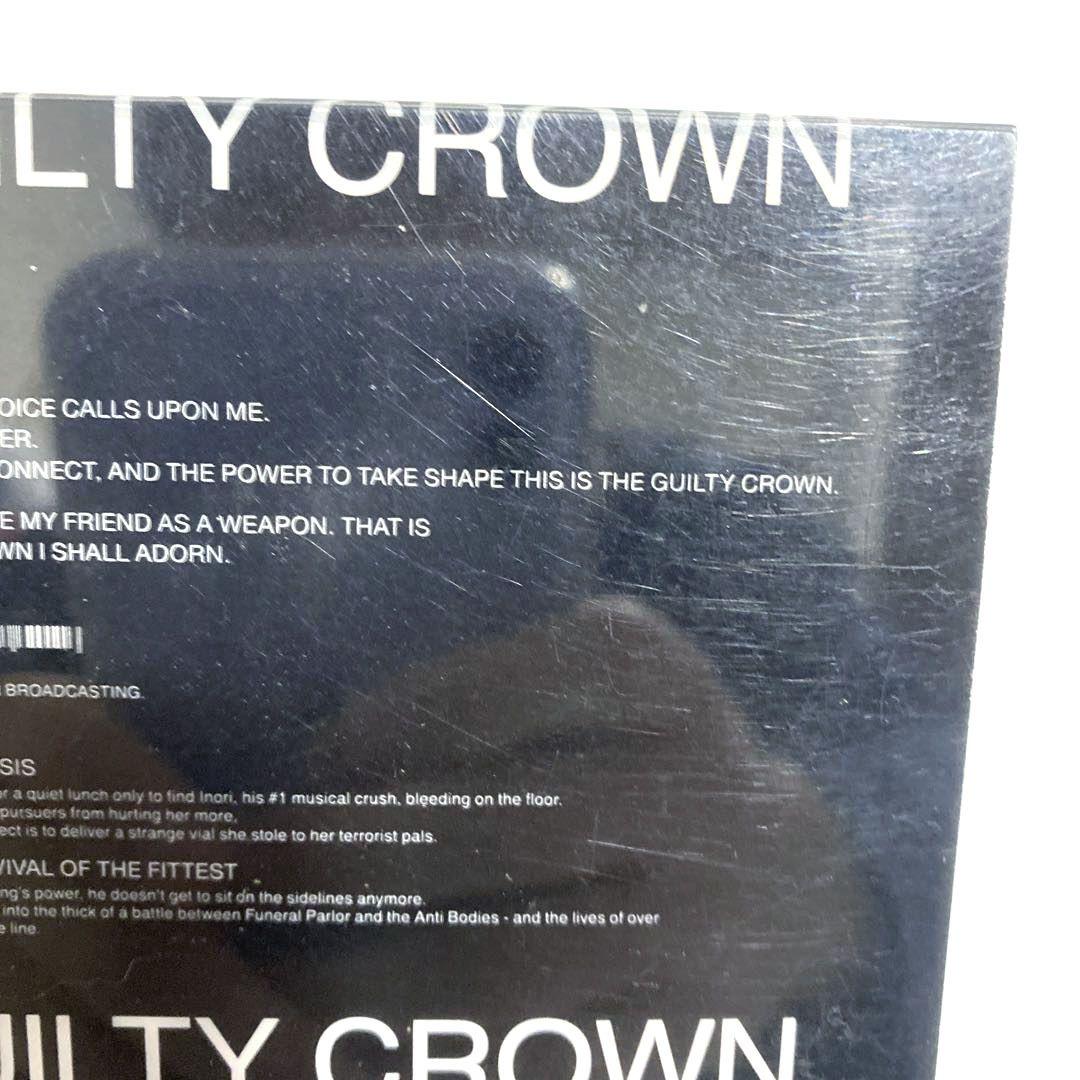 ILTY CROWN
OICE CALLS UPON ME.
ER.
ONNECT, AND THE POWER TO TAKE SHAPE THIS IS THE GUILTY CROWN.
E MY FRIEND AS A WEAPON. THAT IS
WN I SHALL ADORN.
BROADCASTING.
SIS
or a quiet lunch only to find Inori, his #1 musical crush, bleeding on the floor.
pursuers from hurting her more,
ect is to deliver a strange vial she stole to her terrorist pals.
VIVAL OF THE FITTEST
ng's power, he doesn't get to sit on the sidelines anymore.
into the thick of a battle between Funeral Parlor and the Anti Bodies - and the lives of over
e line.
UILTY CROWN